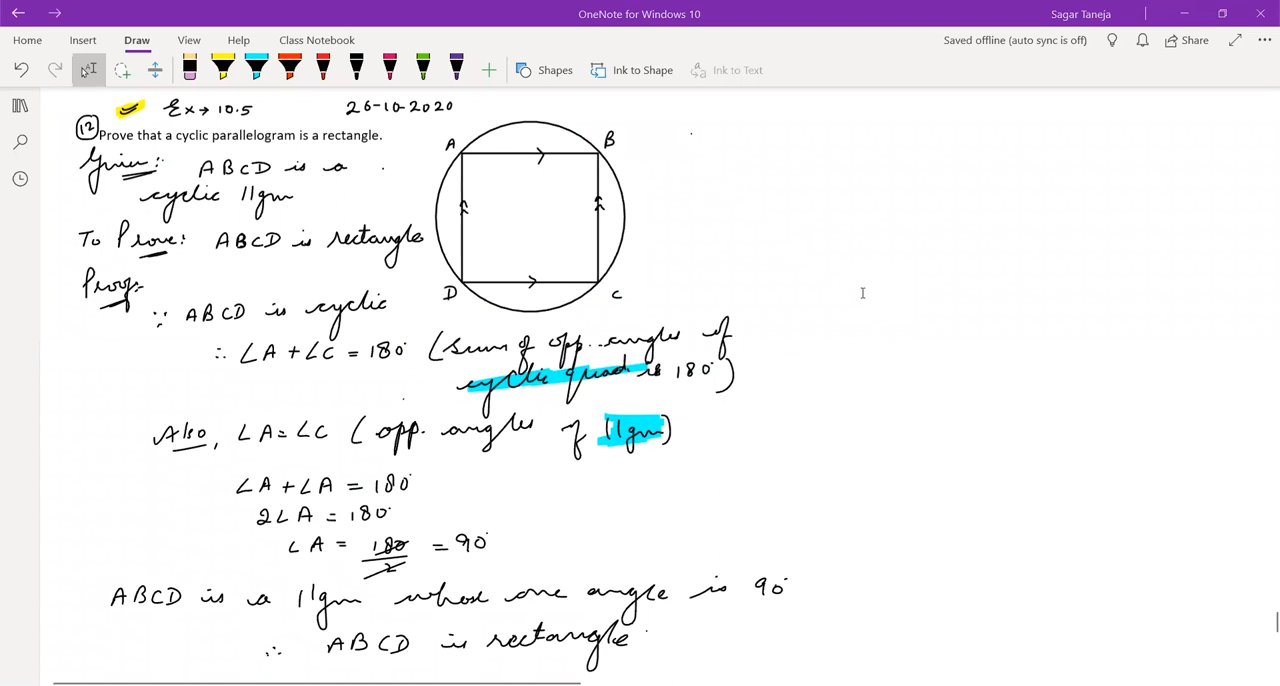 OneNote for Windows 10
Sagar Taneja
Home Insert Draw View Help Class Notebook
Saved offline (auto sync is off) Share
Shapes Ink to Shape Ink to Text
Ex → 10.5 26-10-2020
12 Prove that a cyclic parallelogram is a rectangle.
Given: ABCD is a
cyclic llgm
To Prove: ABCD is rectangle
Proof:
A B
D C
∵ ABCD is cyclic
∴ ∠A + ∠C = 180° (Sum of opp. angles of
cyclic quad. is 180°)
Also, ∠A = ∠C (opp. angles of llgm)
∠A + ∠A = 180°
2∠A = 180°
∠A = 180/2 = 90°
ABCD is a llgm whose one angle is 90°
∴ ABCD is rectangle